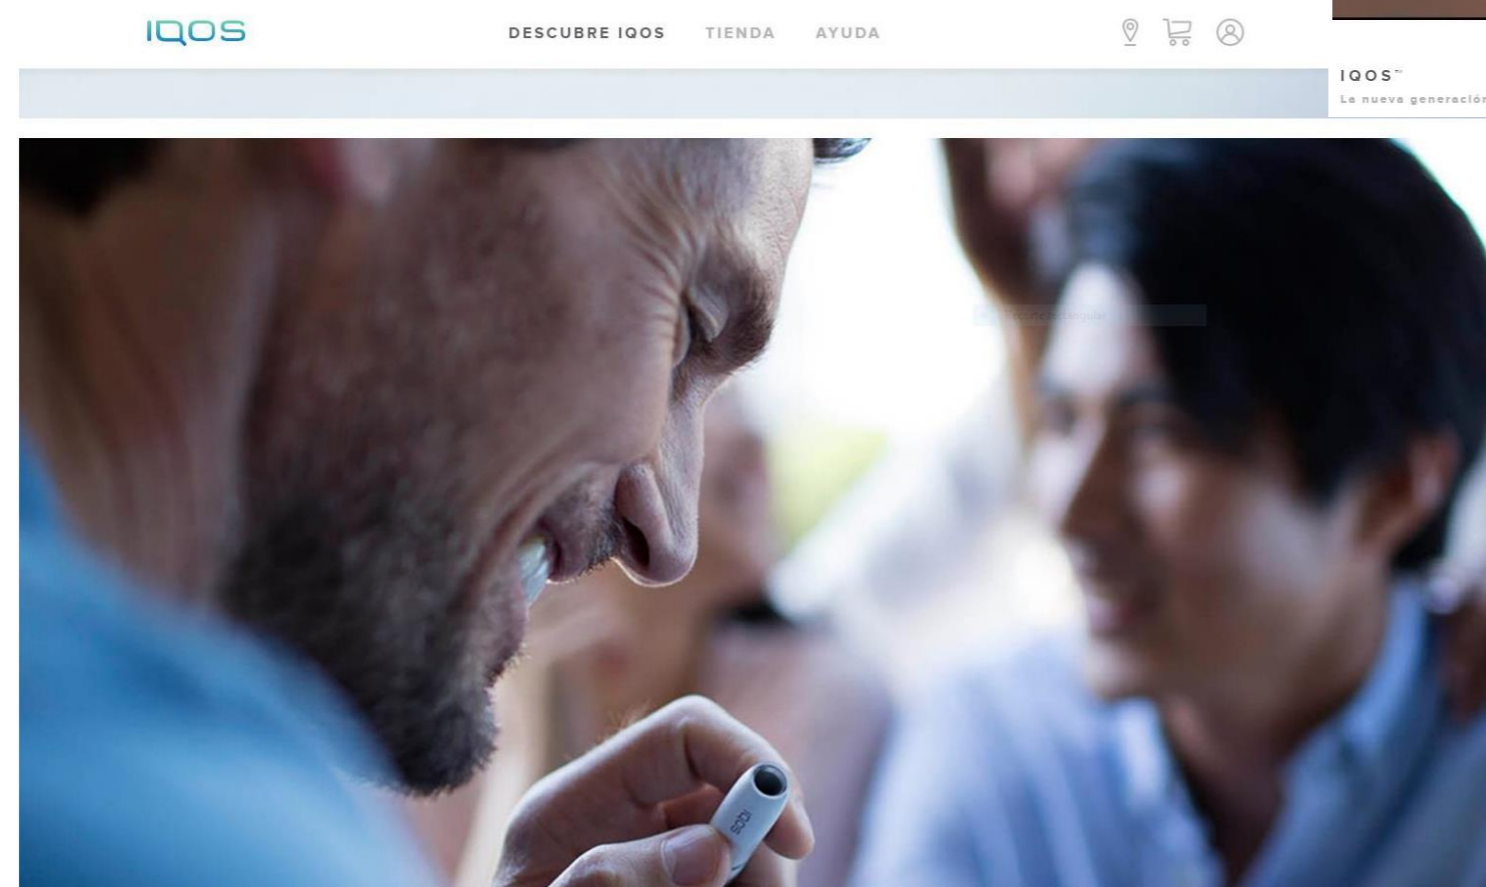 IQOS
DESCUBRE IQOS TIENDA AYUDA
IQOS™
La nueva generación
IQOS